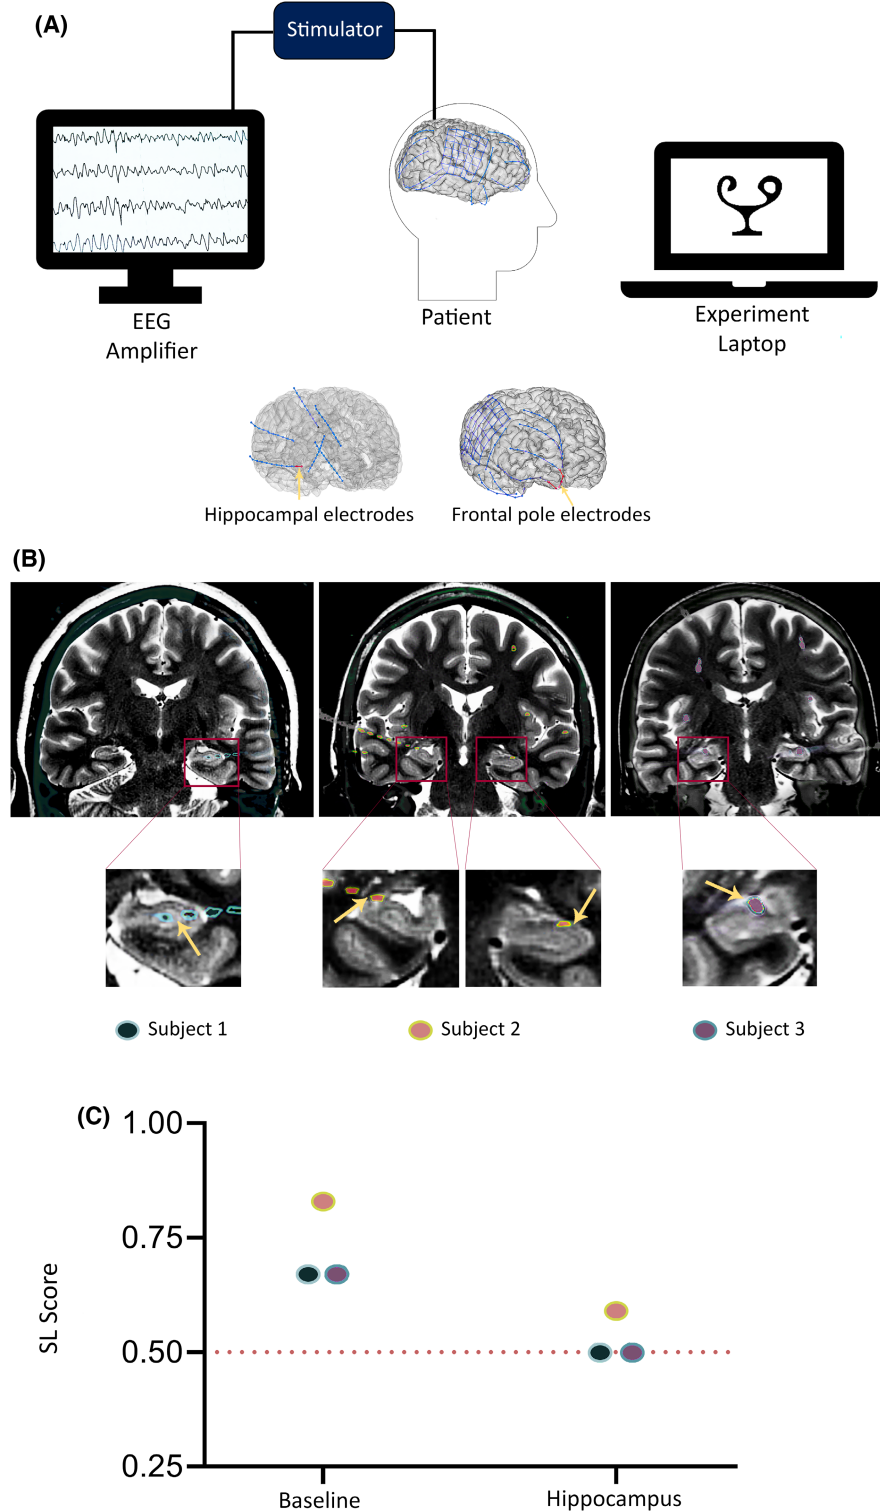 (A)
Stimulator
EEG
Amplifier
Patient
Experiment
Laptop
Hippocampal electrodes
Frontal pole electrodes
(B)
B
Subject 1
Subject 2
Subject 3
(C)
1.00
0.75
0.50
0.25
SL Score
Baseline
Hippocampus